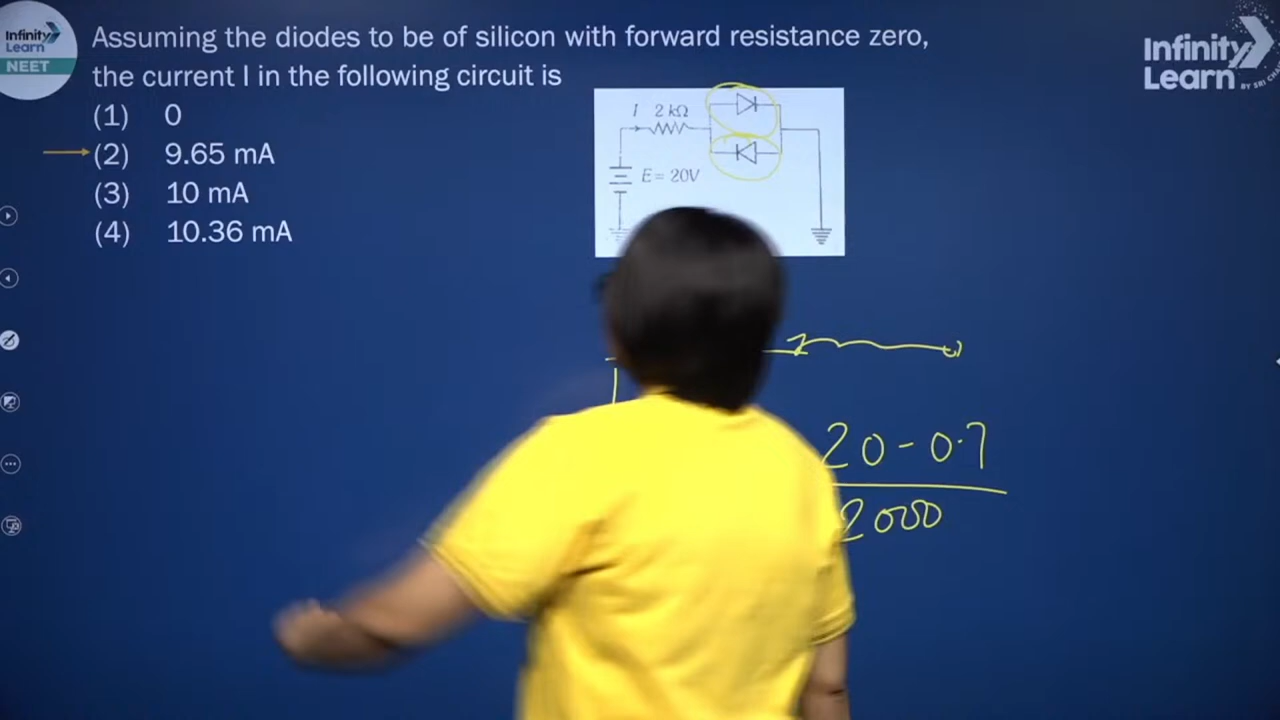 Infinity
Learn
NEET
Assuming the diodes to be of silicon with forward resistance zero,
the current I in the following circuit is
(1) 0
(2) 9.65 mA
(3) 10 mA
(4) 10.36 mA
I 2 kΩ
E = 20V
Infinity
Learn
BY SRI
20 - 0.7
2000